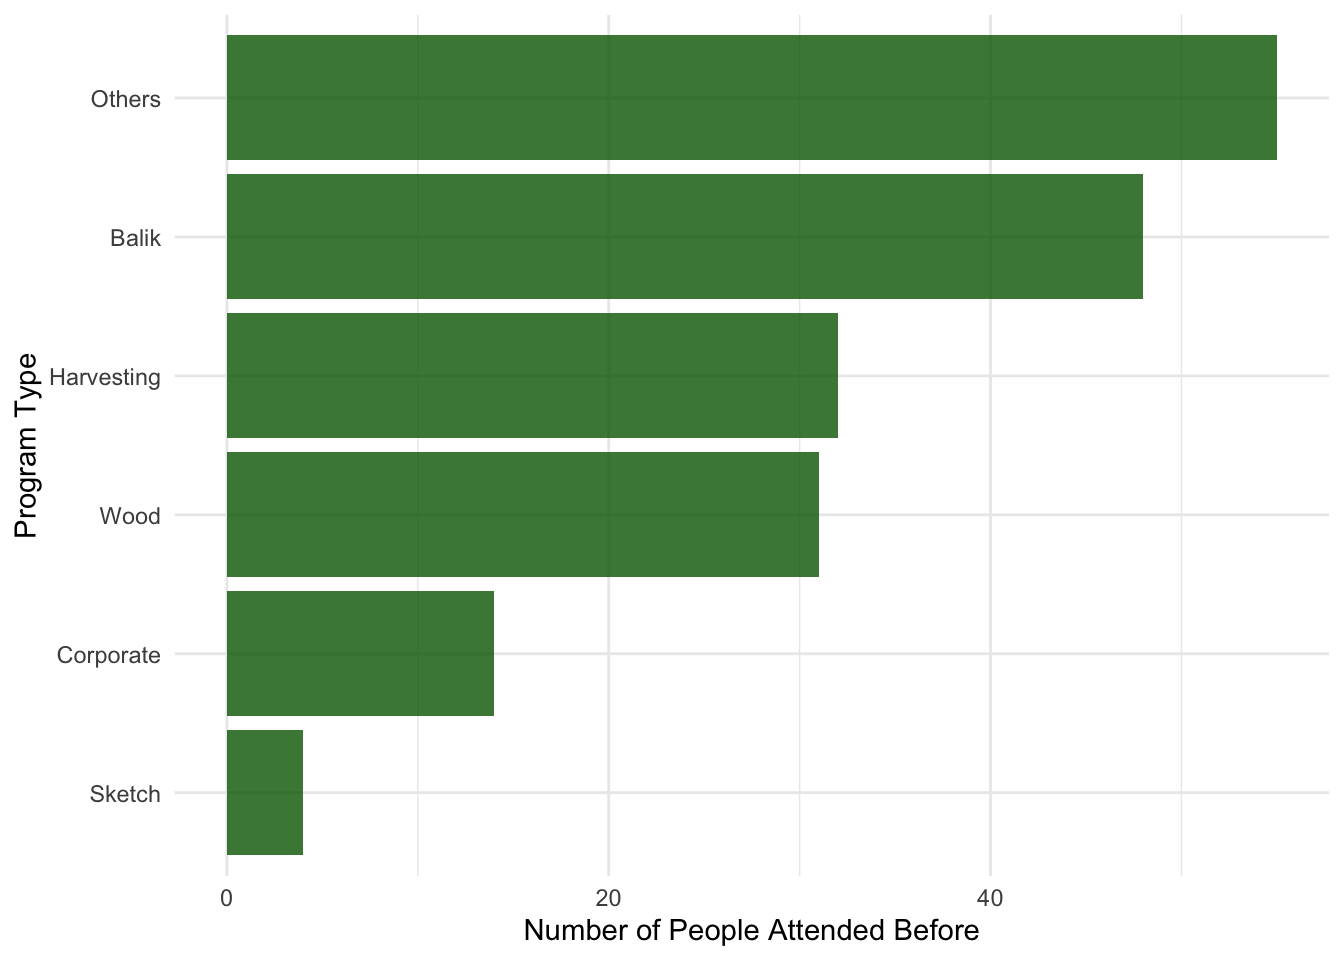 Others
Balik
Harvesting
Wood
Corporate
Sketch
Program Type
0 20 40
Number of People Attended Before